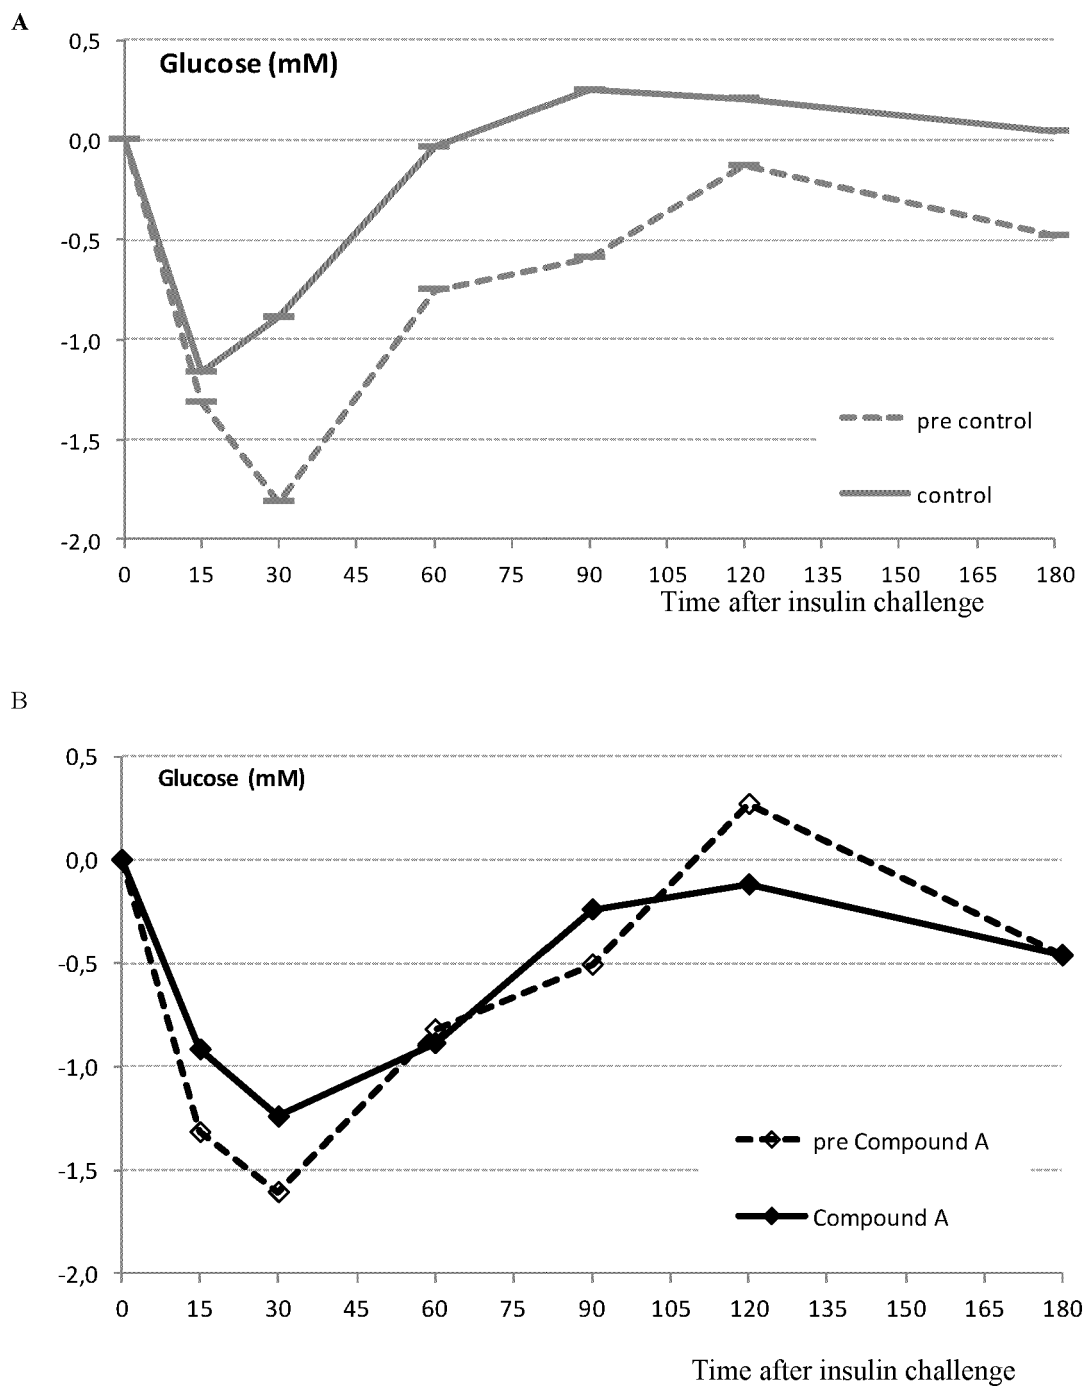 A
0,5
Glucose (mM)
0,0
-0,5
-1,0
-1,5
-2,0
pre control
control
0 15 30 45 60 75 90 105 120 135 150 165 180
Time after insulin challenge
B
0,5
Glucose (mM)
0,0
-0,5
-1,0
-1,5
-2,0
pre Compound A
Compound A
0 15 30 45 60 75 90 105 120 135 150 165 180
Time after insulin challenge